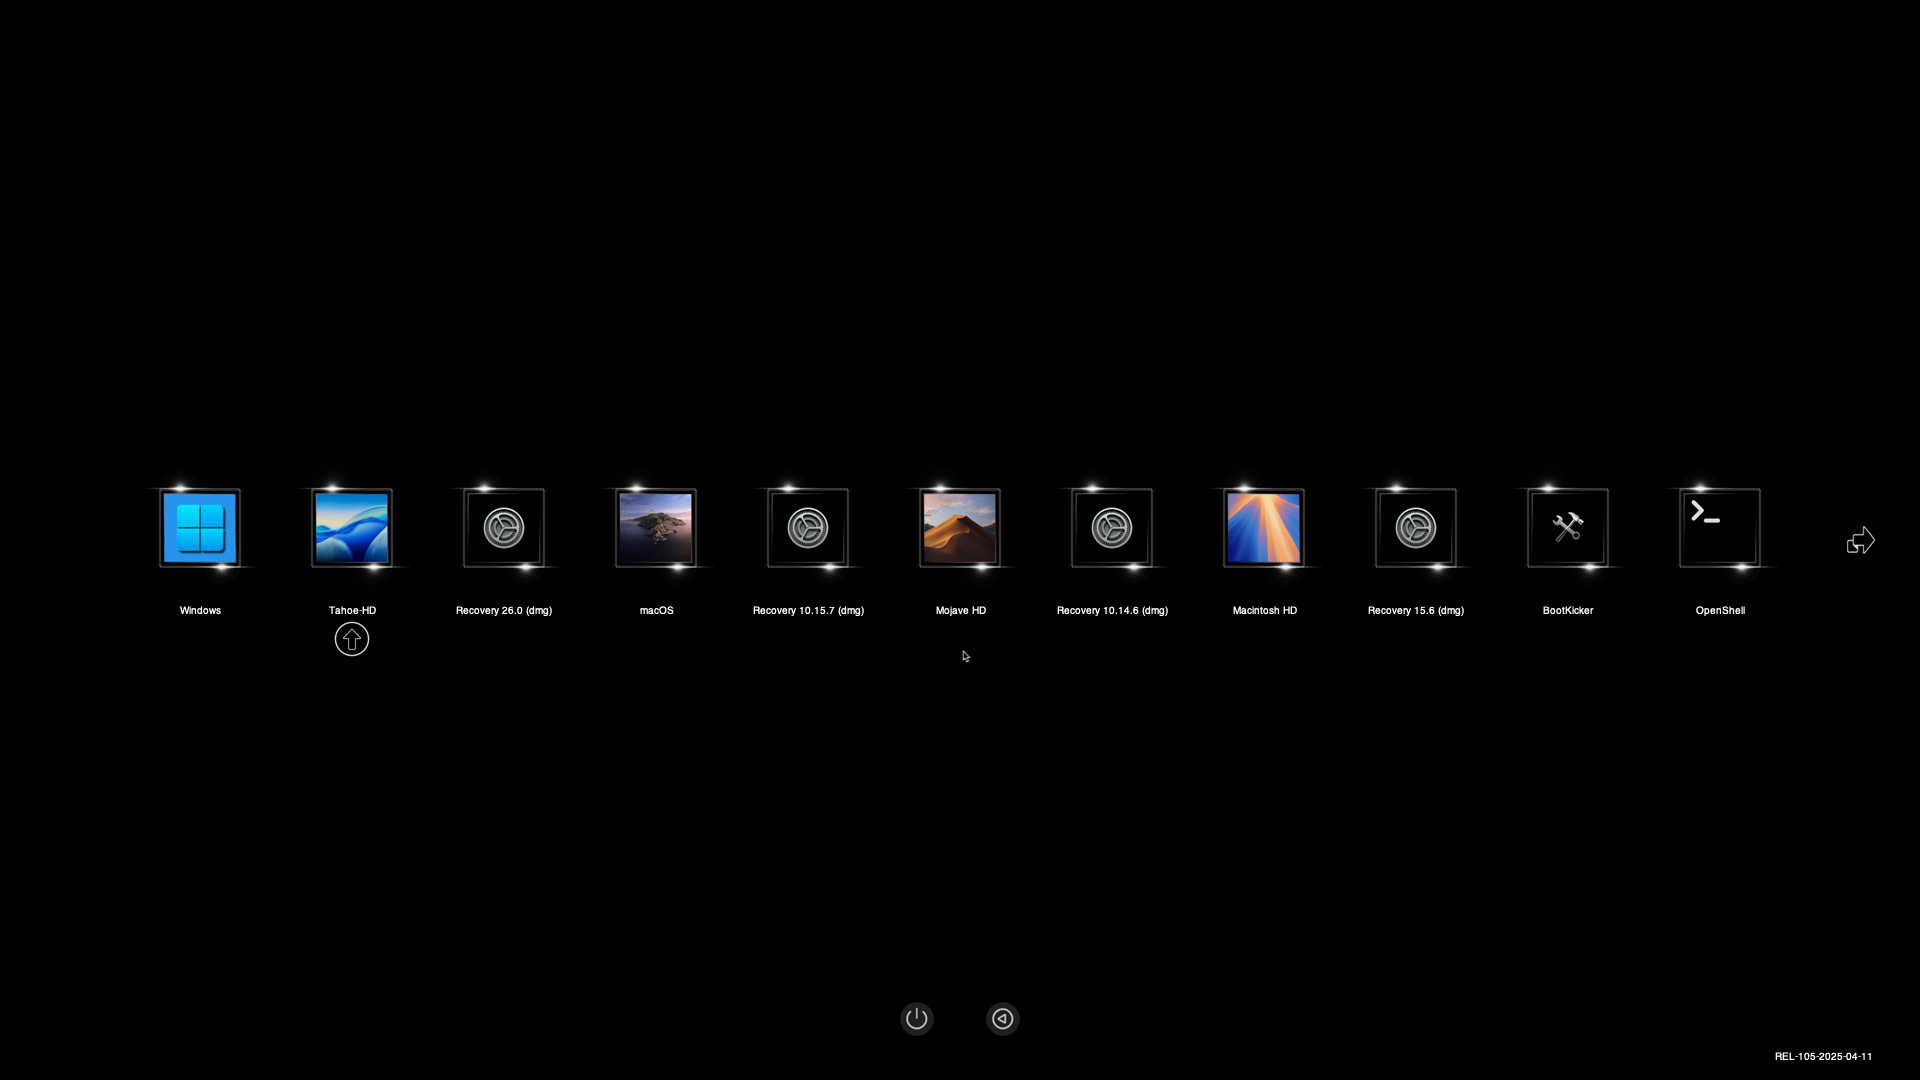 Windows
Tahoe-HD
Recovery 26.0 (dmg)
macOS
Recovery 10.15.7 (dmg)
Mojave HD
Recovery 10.14.6 (dmg)
Macintosh HD
Recovery 15.6 (dmg)
BootKicker
OpenShell
REL-105-2025-04-11